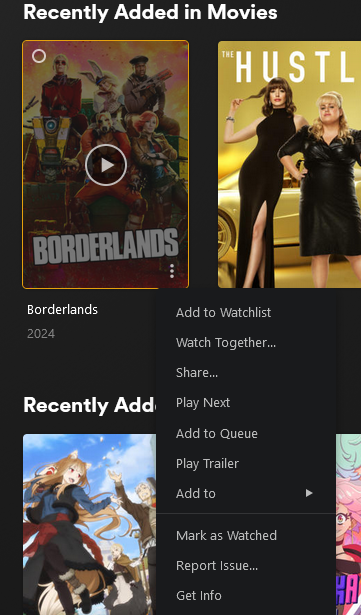 Recently Added in Movies
THE
HUSTL
BORDERLANDS
Borderlands
2024
Add to Watchlist
Watch Together...
Share...
Play Next
Add to Queue
Play Trailer
Add to
Mark as Watched
Report Issue...
Get Info
Recently Adde